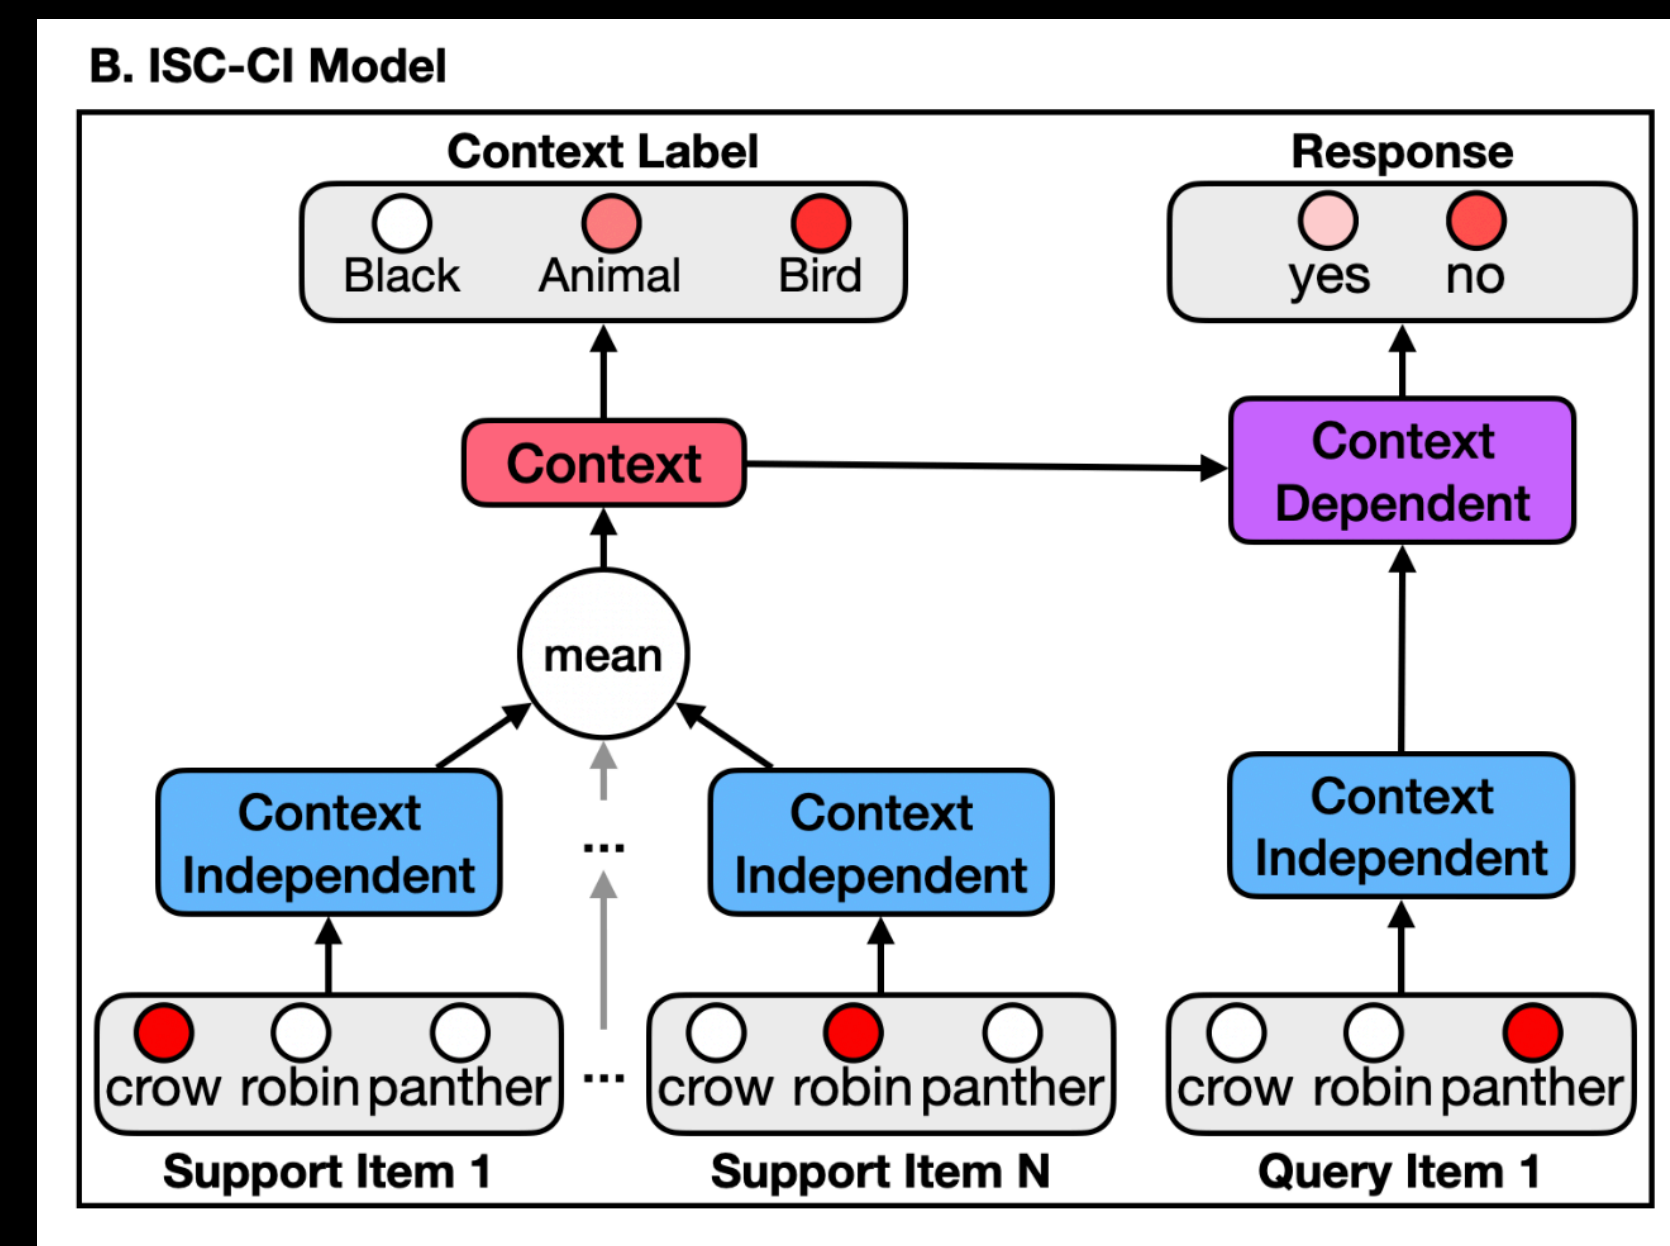 B. ISC-CI Model
Context Label
Response
Black Animal Bird
yes no
Context
Context
Dependent
mean
Context
Independent
...
Context
Independent
Context
Independent
crow robin panther
...
crow robin panther
crow robin panther
Support Item 1
Support Item N
Query Item 1